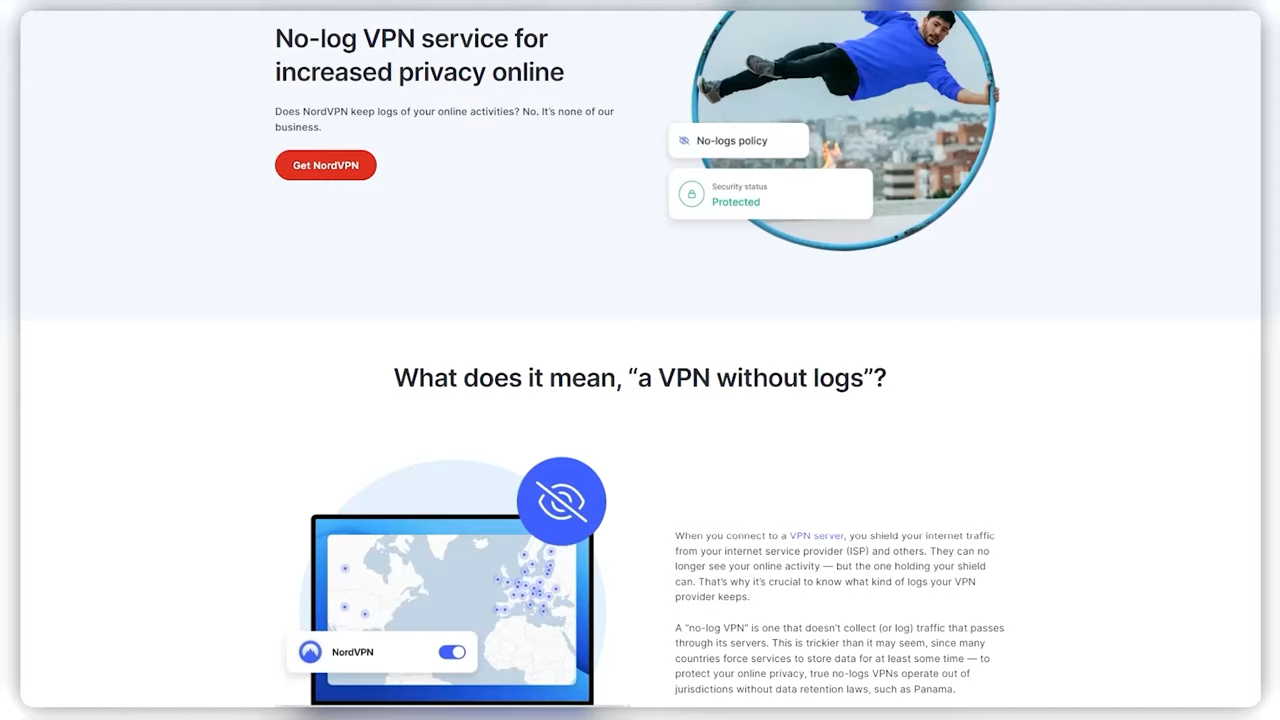 No-log VPN service for
increased privacy online
Does NordVPN keep logs of your online activities? No. It's none of our
business.
Get NordVPN
No-logs policy
Security status
Protected
What does it mean, “a VPN without logs”?
NordVPN
When you connect to a VPN server, you shield your internet traffic
from your internet service provider (ISP) and others. They can no
longer see your online activity — but the one holding your shield
can. That's why it's crucial to know what kind of logs your VPN
provider keeps.
A “no-log VPN” is one that doesn't collect (or log) traffic that passes
through its servers. This is trickier than it may seem, since many
countries force services to store data for at least some time — to
protect your online privacy, true no-logs VPNs operate out of
jurisdictions without data retention laws, such as Panama.